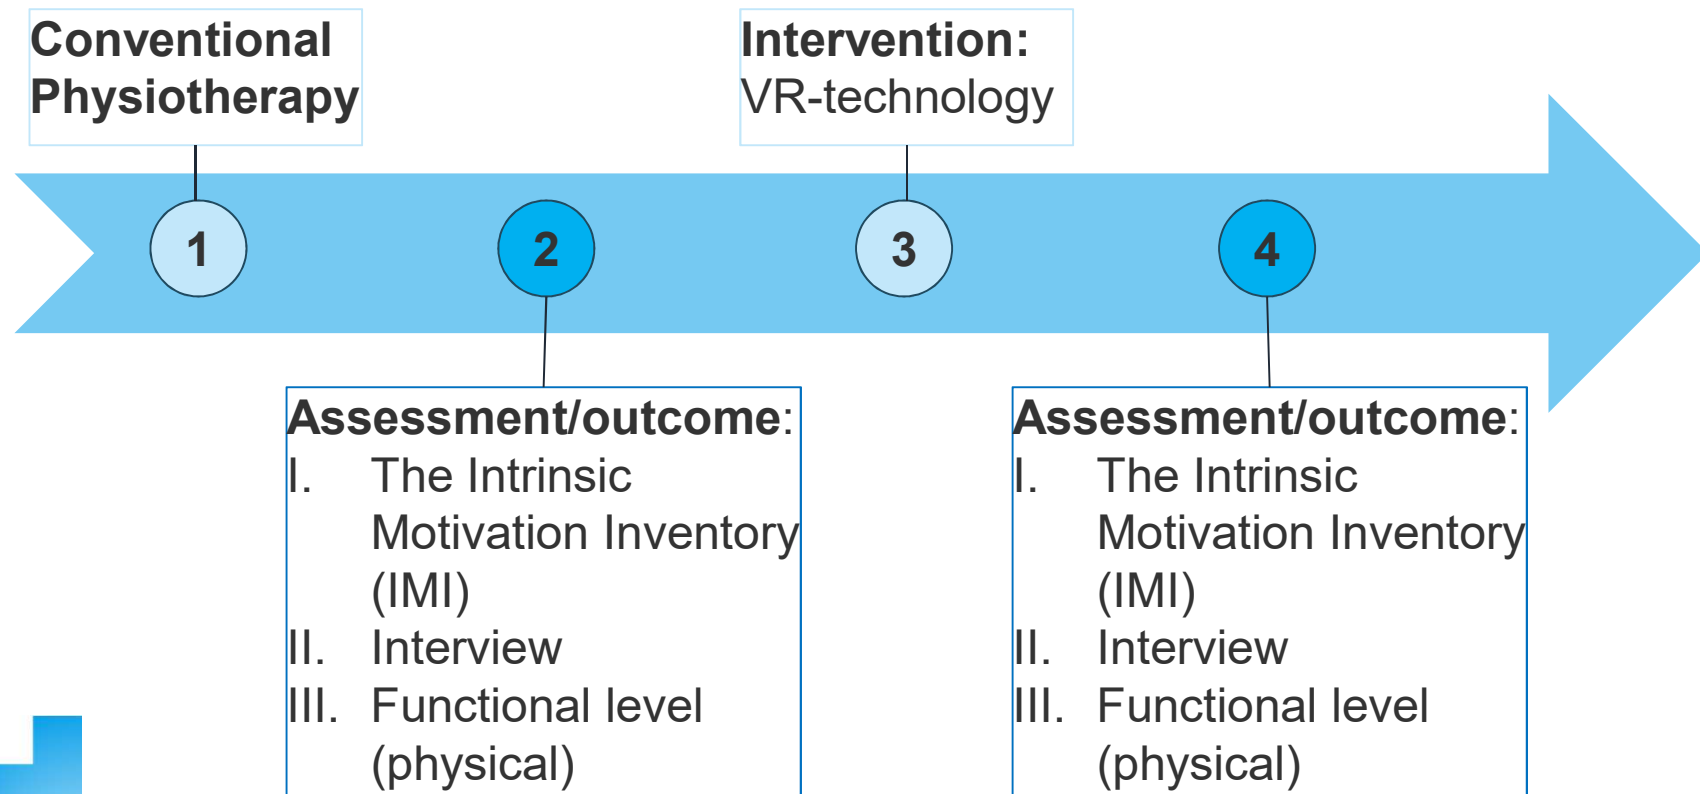 Conventional
Physiotherapy
Intervention:
VR-technology
1
2
3
4
Assessment/outcome:
I. The Intrinsic
Motivation Inventory
(IMI)
II. Interview
III. Functional level
(physical)
Assessment/outcome:
I. The Intrinsic
Motivation Inventory
(IMI)
II. Interview
III. Functional level
(physical)